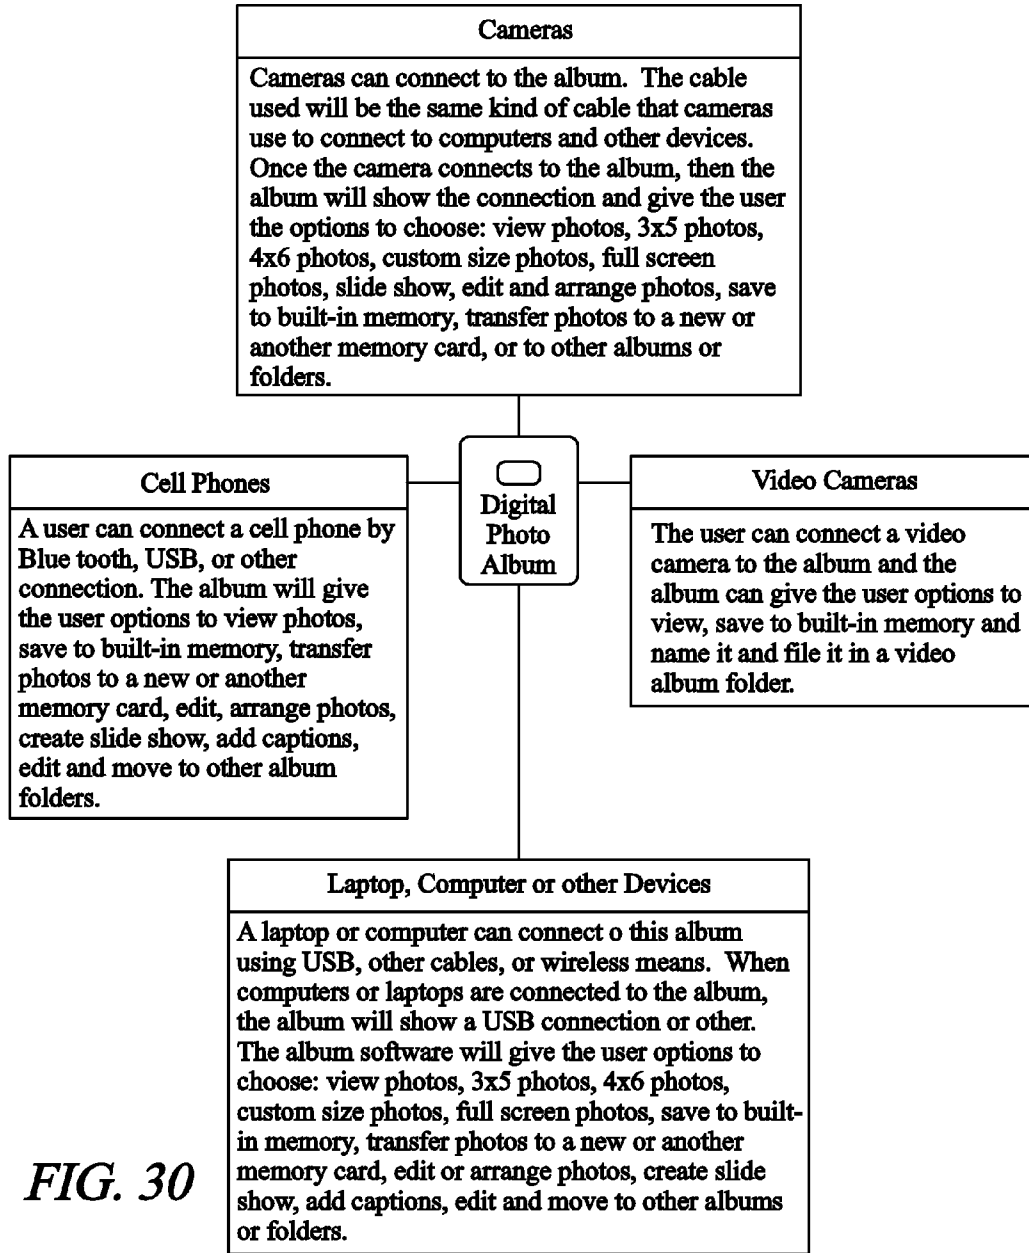 Cameras
Cameras can connect to the album. The cable
used will be the same kind of cable that cameras
use to connect to computers and other devices.
Once the camera connects to the album, then the
album will show the connection and give the user
the options to choose: view photos, 3x5 photos,
4x6 photos, custom size photos, full screen
photos, slide show, edit and arrange photos, save
to built-in memory, transfer photos to a new or
another memory card, or to other albums or
folders.
Cell Phones
A user can connect a cell phone by
Blue tooth, USB, or other
connection. The album will give
the user options to view photos,
save to built-in memory, transfer
photos to a new or another
memory card, edit, arrange photos,
create slide show, add captions,
edit and move to other album
folders.
Digital
Photo
Album
Video Cameras
The user can connect a video
camera to the album and the
album can give the user options to
view, save to built-in memory and
name it and file it in a video
album folder.
Laptop, Computer or other Devices
A laptop or computer can connect o this album
using USB, other cables, or wireless means. When
computers or laptops are connected to the album,
the album will show a USB connection or other.
The album software will give the user options to
choose: view photos, 3x5 photos, 4x6 photos,
custom size photos, full screen photos, save to built-
in memory, transfer photos to a new or another
memory card, edit or arrange photos, create slide
show, add captions, edit and move to other albums
or folders.
FIG. 30